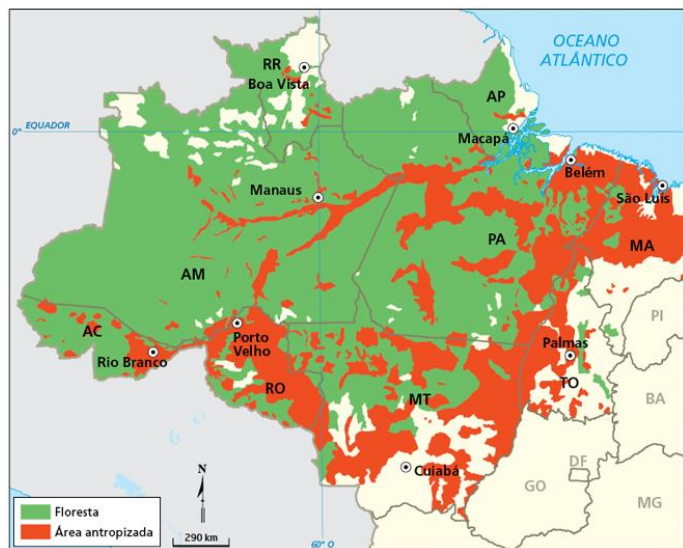 OCEANO
ATLÂNTICO
RR
Boa Vista
AP
0° EQUADOR
Macapá
Belém
São Luís
Manaus
PA
MA
AM
PI
AC
Porto
Velho
Palmas
Rio Branco
TO
RO
MT
BA
Cuiabá
DF
GO
MG
N
Floresta
Área antropizada
290 km
60° O